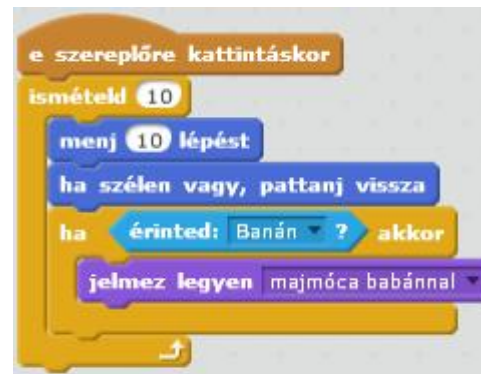 e szereplőre kattintáskor
ismételd 10
menj 10 lépést
ha szélen vagy, pattanj vissza
ha érinted: Banán ? akkor
jelmez legyen majmóca babánnal